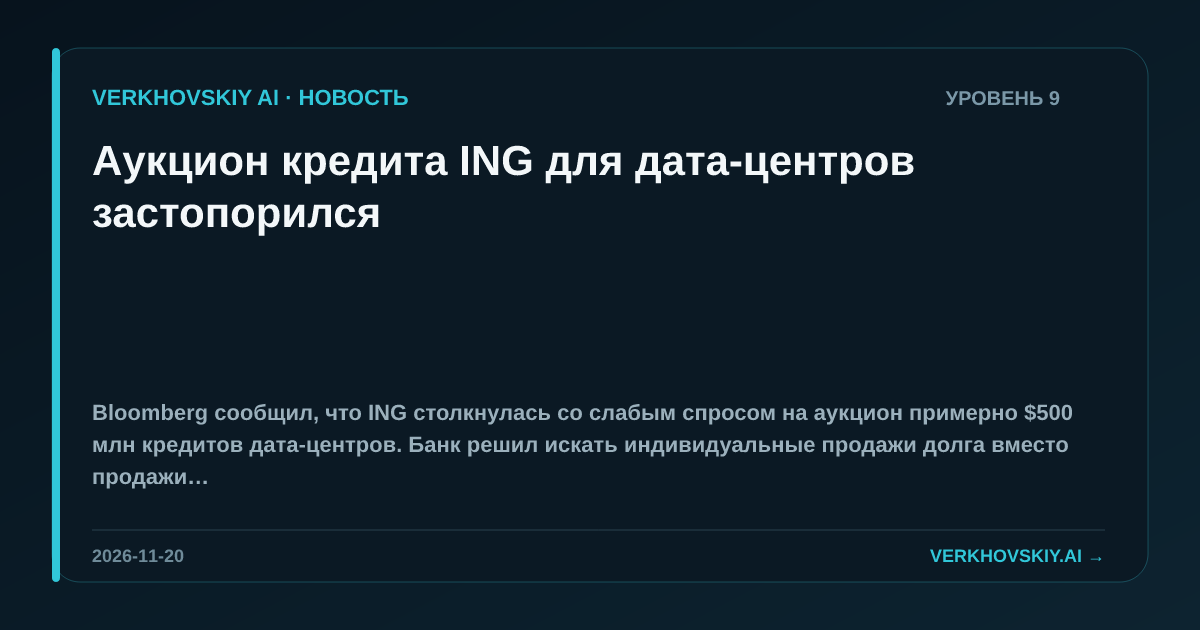 VERKHOVSKIY AI · НОВОСТЬ
УРОВЕНЬ 9
Аукцион кредита ING для дата-центров
застопорился
Bloomberg сообщил, что ING столкнулась со слабым спросом на аукцион примерно $500
млн кредитов дата-центров. Банк решил искать индивидуальные продажи долга вместо
продажи…
2026-11-20
VERKHOVSKIY.AI →